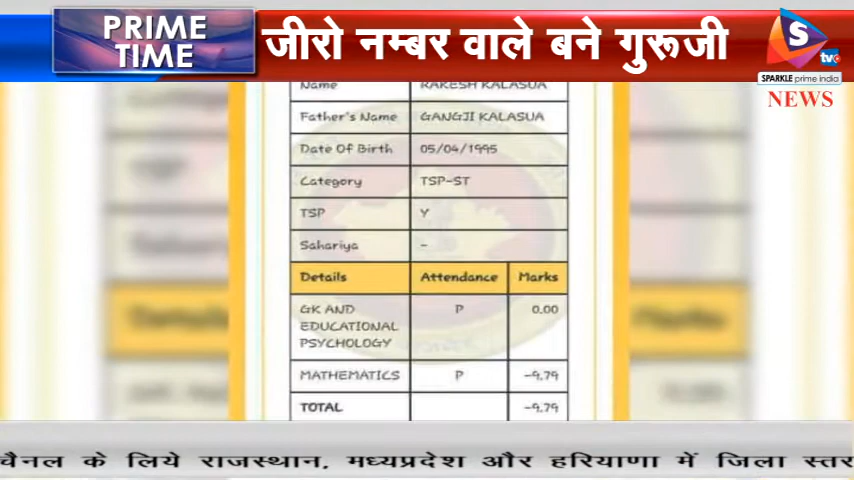 PRIME
TIME
जीरो नम्बर वाले बने गुरूजी
S
tv
SPARKLE prime india
NEWS
Name RAKESH KALASUA
Father's Name GANGJI KALASUA
Date Of Birth 05/04/1995
Category TSP-ST
TSP Y
Sahariya -
Details Attendance Marks
GK AND
EDUCATIONAL
PSYCHOLOGY P 0.00
MATHEMATICS P -9.79
TOTAL -9.79
चैनल के लिये राजस्थान, मध्यप्रदेश और हरियाणा में जिला स्तर